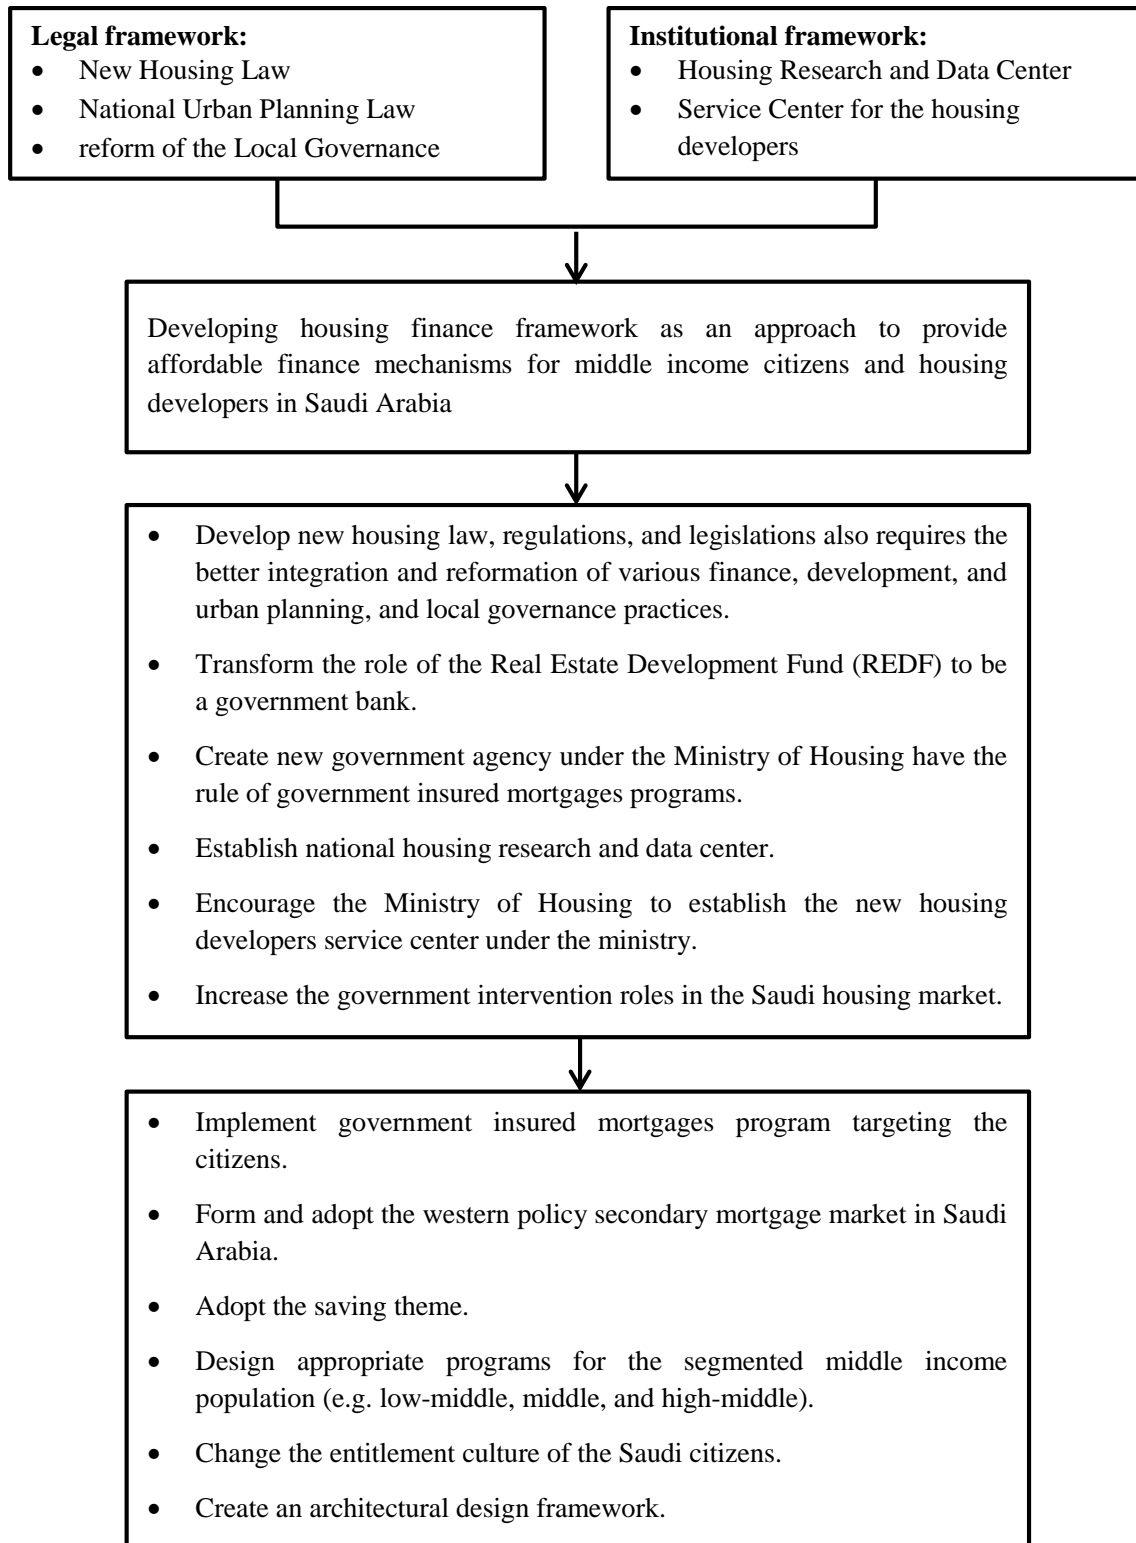 Legal framework:
• New Housing Law
• National Urban Planning Law
• reform of the Local Governance
Institutional framework:
• Housing Research and Data Center
• Service Center for the housing
developers
Developing housing finance framework as an approach to provide
affordable finance mechanisms for middle income citizens and housing
developers in Saudi Arabia
• Develop new housing law, regulations, and legislations also requires the
better integration and reformation of various finance, development, and
urban planning, and local governance practices.
• Transform the role of the Real Estate Development Fund (REDF) to be
a government bank.
• Create new government agency under the Ministry of Housing have the
rule of government insured mortgages programs.
• Establish national housing research and data center.
• Encourage the Ministry of Housing to establish the new housing
developers service center under the ministry.
• Increase the government intervention roles in the Saudi housing market.
• Implement government insured mortgages program targeting the
citizens.
• Form and adopt the western policy secondary mortgage market in Saudi
Arabia.
• Adopt the saving theme.
• Design appropriate programs for the segmented middle income
population (e.g. low-middle, middle, and high-middle).
• Change the entitlement culture of the Saudi citizens.
• Create an architectural design framework.